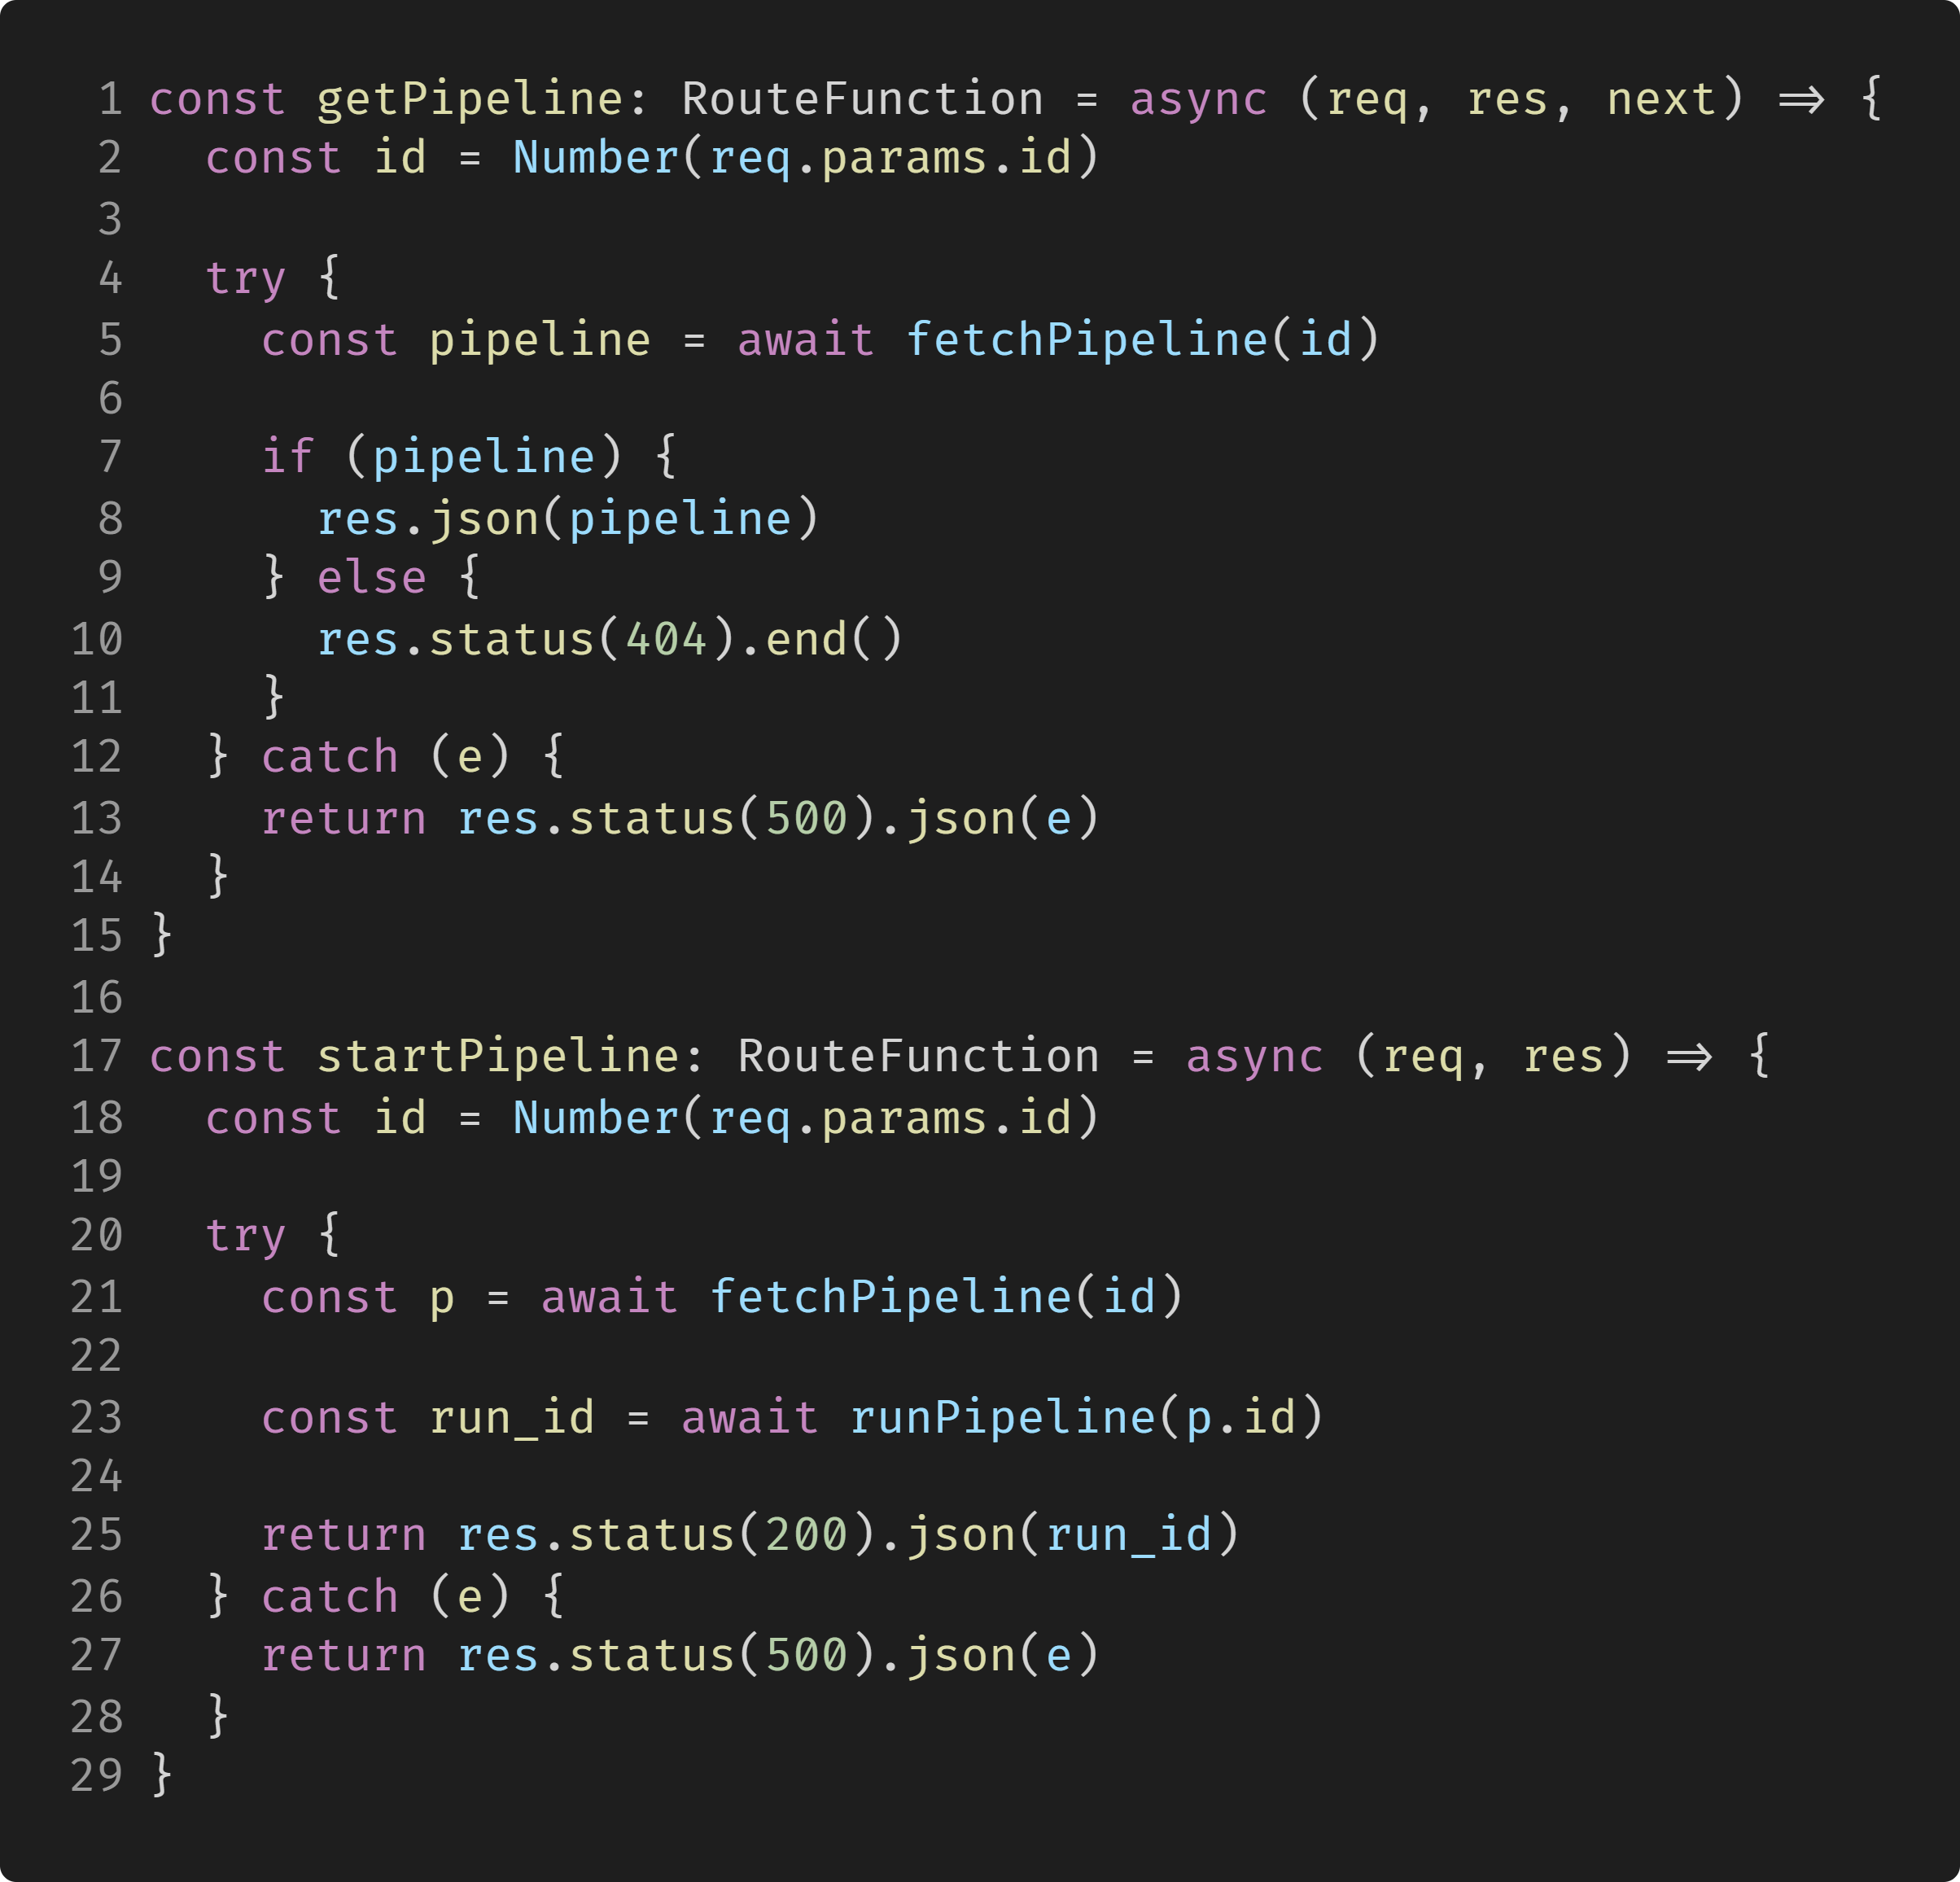 1 const getPipeline: RouteFunction = async (req, res, next) => {
2   const id = Number(req.params.id)
3
4   try {
5     const pipeline = await fetchPipeline(id)
6
7     if (pipeline) {
8       res.json(pipeline)
9     } else {
10       res.status(404).end()
11     }
12   } catch (e) {
13     return res.status(500).json(e)
14   }
15 }
16
17 const startPipeline: RouteFunction = async (req, res) => {
18   const id = Number(req.params.id)
19
20   try {
21     const p = await fetchPipeline(id)
22
23     const run_id = await runPipeline(p.id)
24
25     return res.status(200).json(run_id)
26   } catch (e) {
27     return res.status(500).json(e)
28   }
29 }